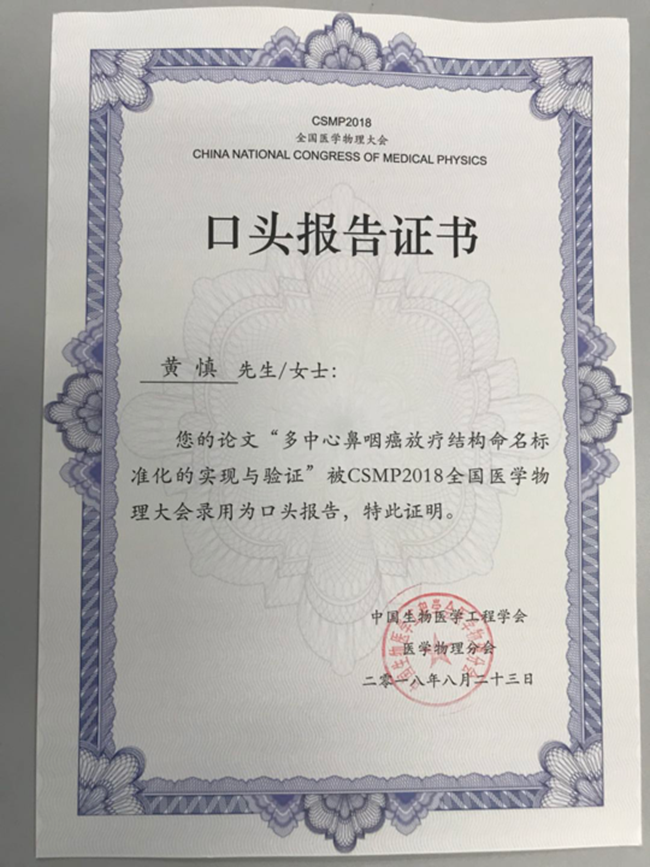 CSMP2018
全国医学物理大会
CHINA NATIONAL CONGRESS OF MEDICAL PHYSICS
口头报告证书
黄慎 先生/女士:
您的论文“多中心鼻咽癌放疗结构命名标
准化的实现与验证”被CSMP2018全国医学物
理大会录用为口头报告，特此证明。
中国生物医学工程学会
医学物理分会
二零一八年八月二十三日